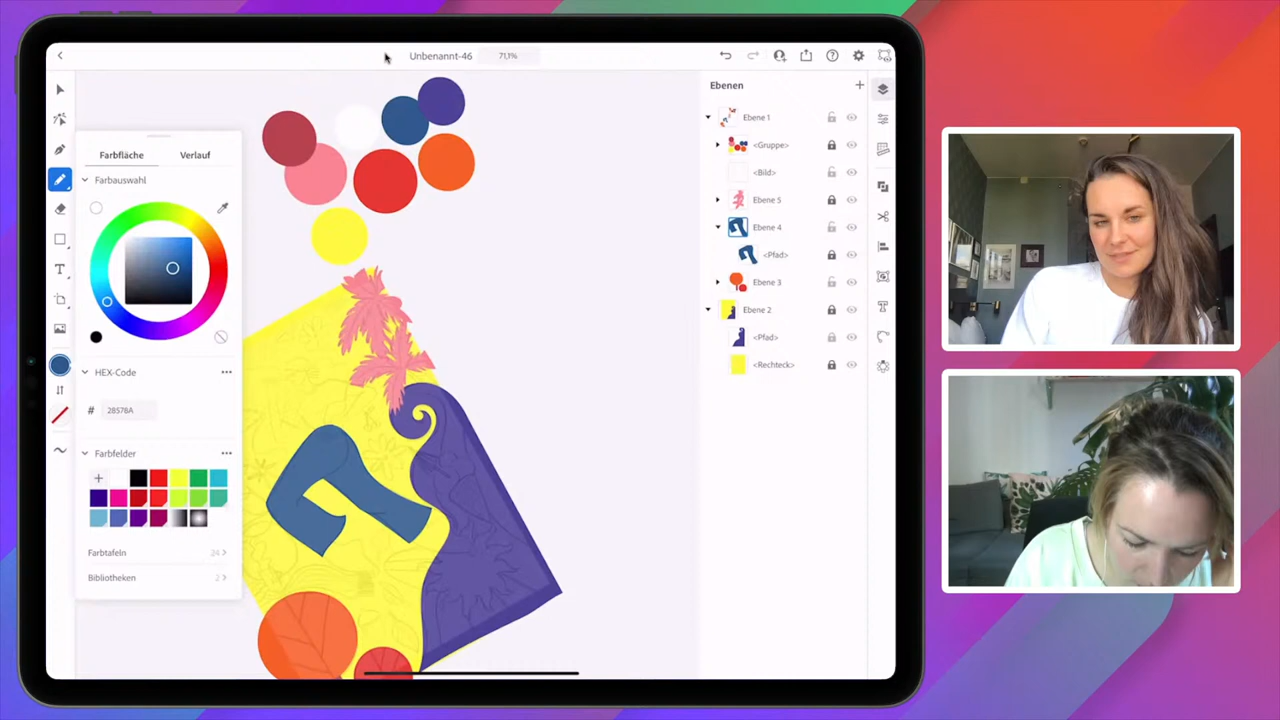 Unbenannt-46
71,1%
Ebenen
Ebene 1
<Gruppe>
<Bild>
Ebene 5
Ebene 4
<Pfad>
Ebene 3
Ebene 2
<Pfad>
<Rechteck>
Farbfläche
Verlauf
Farbauswahl
HEX-Code
# 28578A
Farbfelder
Farbtafeln 24
Bibliotheken 2